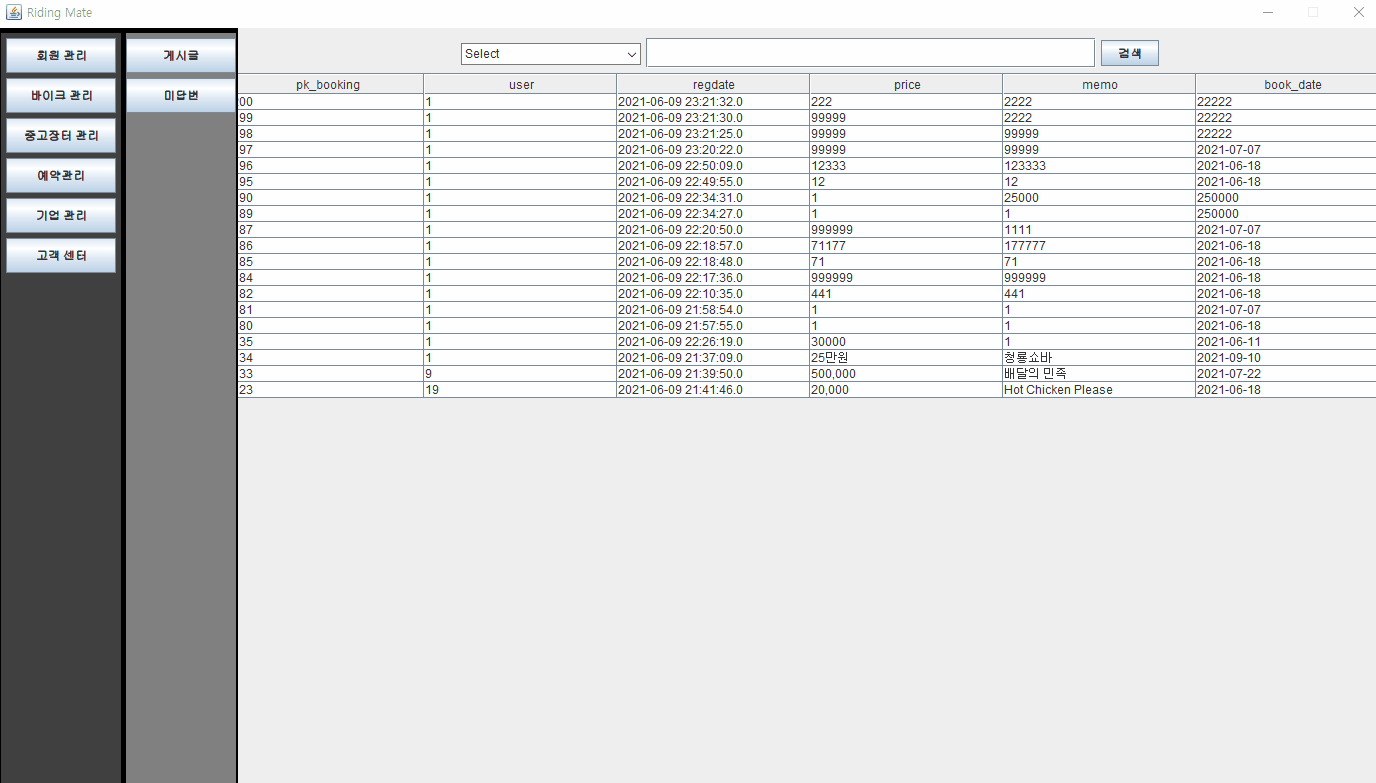 Riding Mate
회원 관리
바이크 관리
중고장터 관리
예약관리
기업 관리
고객 센터
게시글
미답변
Select
검색
pk_booking user regdate price memo book_date
00 1 2021-06-09 23:21:32.0 222 2222 22222
99 1 2021-06-09 23:21:30.0 99999 2222 22222
98 1 2021-06-09 23:21:25.0 99999 99999 22222
97 1 2021-06-09 23:20:22.0 99999 99999 2021-07-07
96 1 2021-06-09 22:50:09.0 12333 123333 2021-06-18
95 1 2021-06-09 22:49:55.0 12 12 2021-06-18
90 1 2021-06-09 22:34:31.0 1 25000 250000
89 1 2021-06-09 22:34:27.0 1 1 250000
87 1 2021-06-09 22:20:50.0 999999 1111 2021-07-07
86 1 2021-06-09 22:18:57.0 71177 177777 2021-06-18
85 1 2021-06-09 22:18:48.0 71 71 2021-06-18
84 1 2021-06-09 22:17:36.0 999999 999999 2021-06-18
82 1 2021-06-09 22:10:35.0 441 441 2021-06-18
81 1 2021-06-09 21:58:54.0 1 1 2021-07-07
80 1 2021-06-09 21:57:55.0 1 1 2021-06-18
35 1 2021-06-09 22:26:19.0 30000 1 2021-06-11
34 1 2021-06-09 21:37:09.0 25만원 청룡쇼바 2021-09-10
33 9 2021-06-09 21:39:50.0 500,000 배달의 민족 2021-07-22
23 19 2021-06-09 21:41:46.0 20,000 Hot Chicken Please 2021-06-18